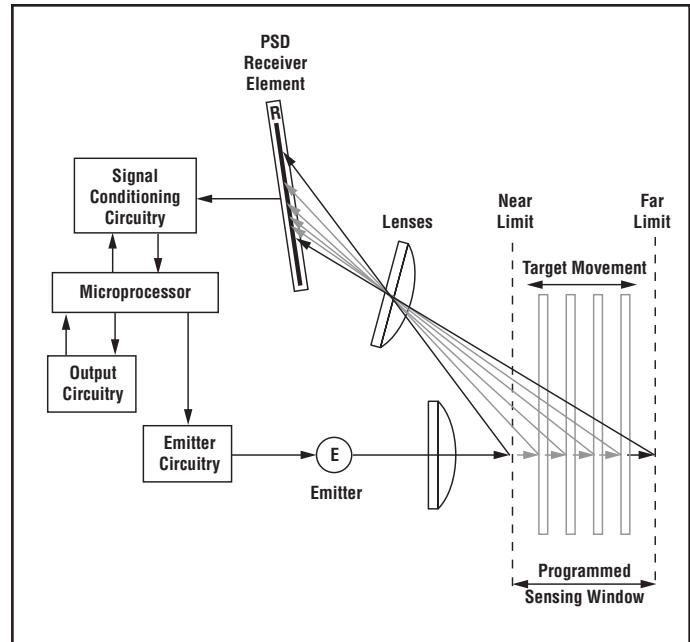 PSD
Receiver
Element
R
Signal
Conditioning
Circuitry
Lenses
Near
Limit
Far
Limit
Target Movement
Microprocessor
Output
Circuitry
Emitter
Circuitry
E
Emitter
Programmed
Sensing Window